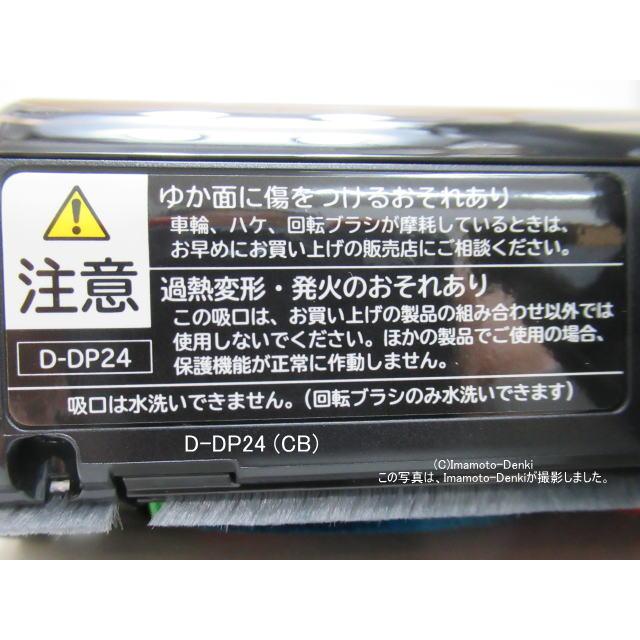 ゆか面に傷をつけるおそれあり
車輪、ハケ、回転ブラシが摩耗しているときは、
お早めにお買い上げの販売店にご相談ください。
注意
過熱変形・発火のおそれあり
この吸口は、お買い上げの製品の組み合わせ以外では
使用しないでください。ほかの製品でご使用の場合、
保護機能が正常に作動しません。
D-DP24
吸口は水洗いできません。(回転ブラシのみ水洗いできます)
D-DP24 (CB)
(C)Imamoto-Denki
この写真は、Imamoto-Denkiが撮影しました。